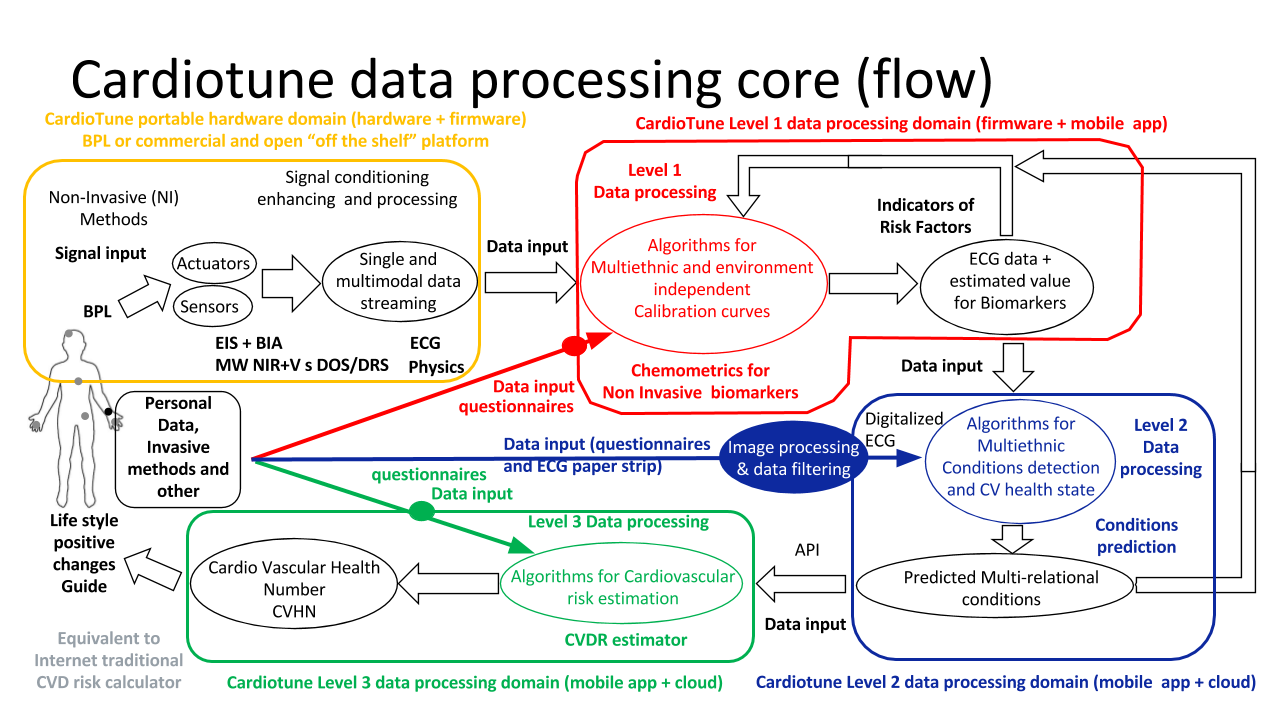 Cardiotune data processing core (flow)
CardioTune portable hardware domain (hardware + firmware)
BPL or commercial and open “off the shelf” platform
CardioTune Level 1 data processing domain (firmware + mobile app)
Non-Invasive (NI)
Methods
Signal conditioning
enhancing and processing
Signal input
Actuators
Sensors
BPL
Single and
multimodal data
streaming
EIS + BIA
MW NIR+V s DOS/DRS
ECG
Physics
Data input
Level 1
Data processing
Algorithms for
Multiethnic and environment
independent
Calibration curves
Indicators of
Risk Factors
ECG data +
estimated value
for Biomarkers
Chemometrics for
Non Invasive biomarkers
Data input
Data input
questionnaires
Personal
Data,
Invasive
methods and
other
Data input (questionnaires
and ECG paper strip)
Image processing
& data filtering
Digitalized
ECG
Algorithms for
Multiethnic
Conditions detection
and CV health state
Level 2
Data
processing
questionnaires
Data input
Conditions
prediction
Predicted Multi-relational
conditions
API
Data input
Level 3 Data processing
Algorithms for Cardiovascular
risk estimation
CVDR estimator
Cardio Vascular Health
Number
CVHN
Life style
positive
changes
Guide
Equivalent to
Internet traditional
CVD risk calculator
Cardiotune Level 3 data processing domain (mobile app + cloud)
Cardiotune Level 2 data processing domain (mobile app + cloud)